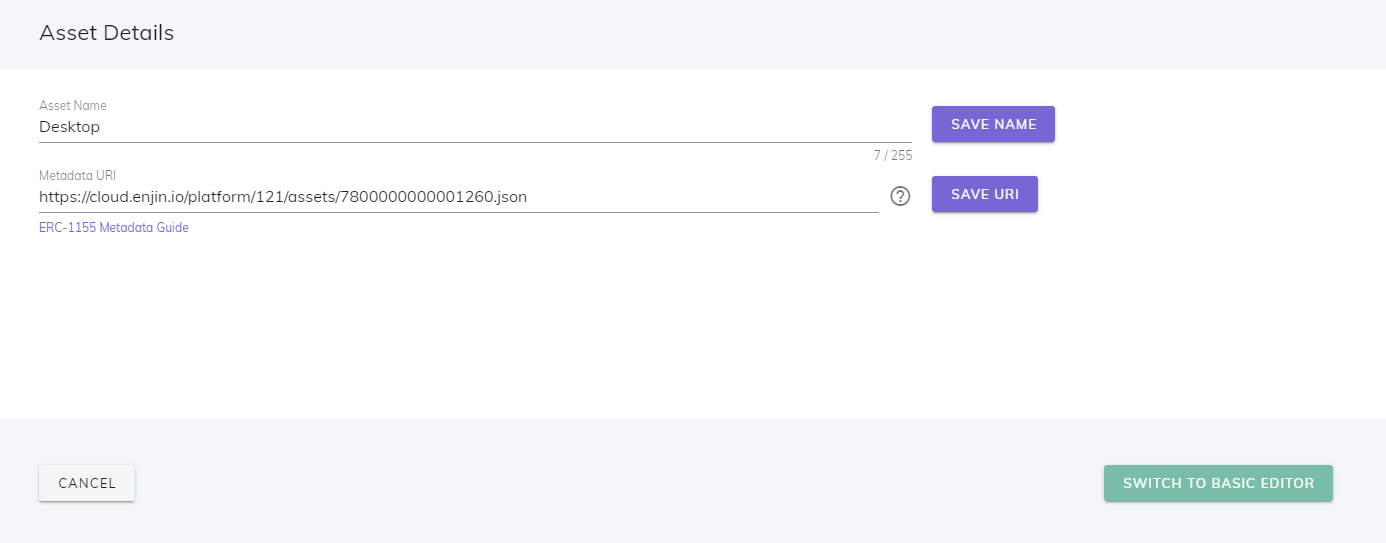 Asset Details
Asset Name
Desktop
SAVE NAME
7 / 255
Metadata URI
https://cloud.enjin.io/platform/121/assets/7800000000001260.json
?
SAVE URI
ERC-1155 Metadata Guide
CANCEL
SWITCH TO BASIC EDITOR